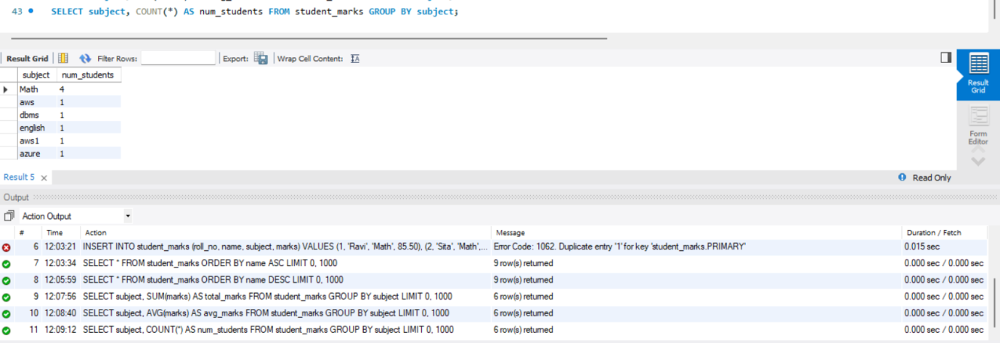 43 SELECT subject, COUNT(*) AS num_students FROM student_marks GROUP BY subject;
Result Grid Filter Rows: Export: Wrap Cell Content:
subject num_students
Math 4
aws 1
dbms 1
english 1
aws1 1
azure 1
Result Grid
Form Editor
Result 5 x Read Only
Output
Action Output
# Time Action Message Duration / Fetch
6 12:03:21 INSERT INTO student_marks (roll_no, name, subject, marks) VALUES (1, 'Ravi', 'Math', 85.50), (2, 'Sita', 'Math',... Error Code: 1062. Duplicate entry '1' for key 'student_marks.PRIMARY' 0.015 sec
7 12:03:34 SELECT * FROM student_marks ORDER BY name ASC LIMIT 0, 1000 9 row(s) returned 0.000 sec / 0.000 sec
8 12:05:59 SELECT * FROM student_marks ORDER BY name DESC LIMIT 0, 1000 9 row(s) returned 0.000 sec / 0.000 sec
9 12:07:56 SELECT subject, SUM(marks) AS total_marks FROM student_marks GROUP BY subject LIMIT 0, 1000 6 row(s) returned 0.000 sec / 0.000 sec
10 12:08:40 SELECT subject, AVG(marks) AS avg_marks FROM student_marks GROUP BY subject LIMIT 0, 1000 6 row(s) returned 0.000 sec / 0.000 sec
11 12:09:12 SELECT subject, COUNT(*) AS num_students FROM student_marks GROUP BY subject LIMIT 0, 1000 6 row(s) returned 0.000 sec / 0.000 sec